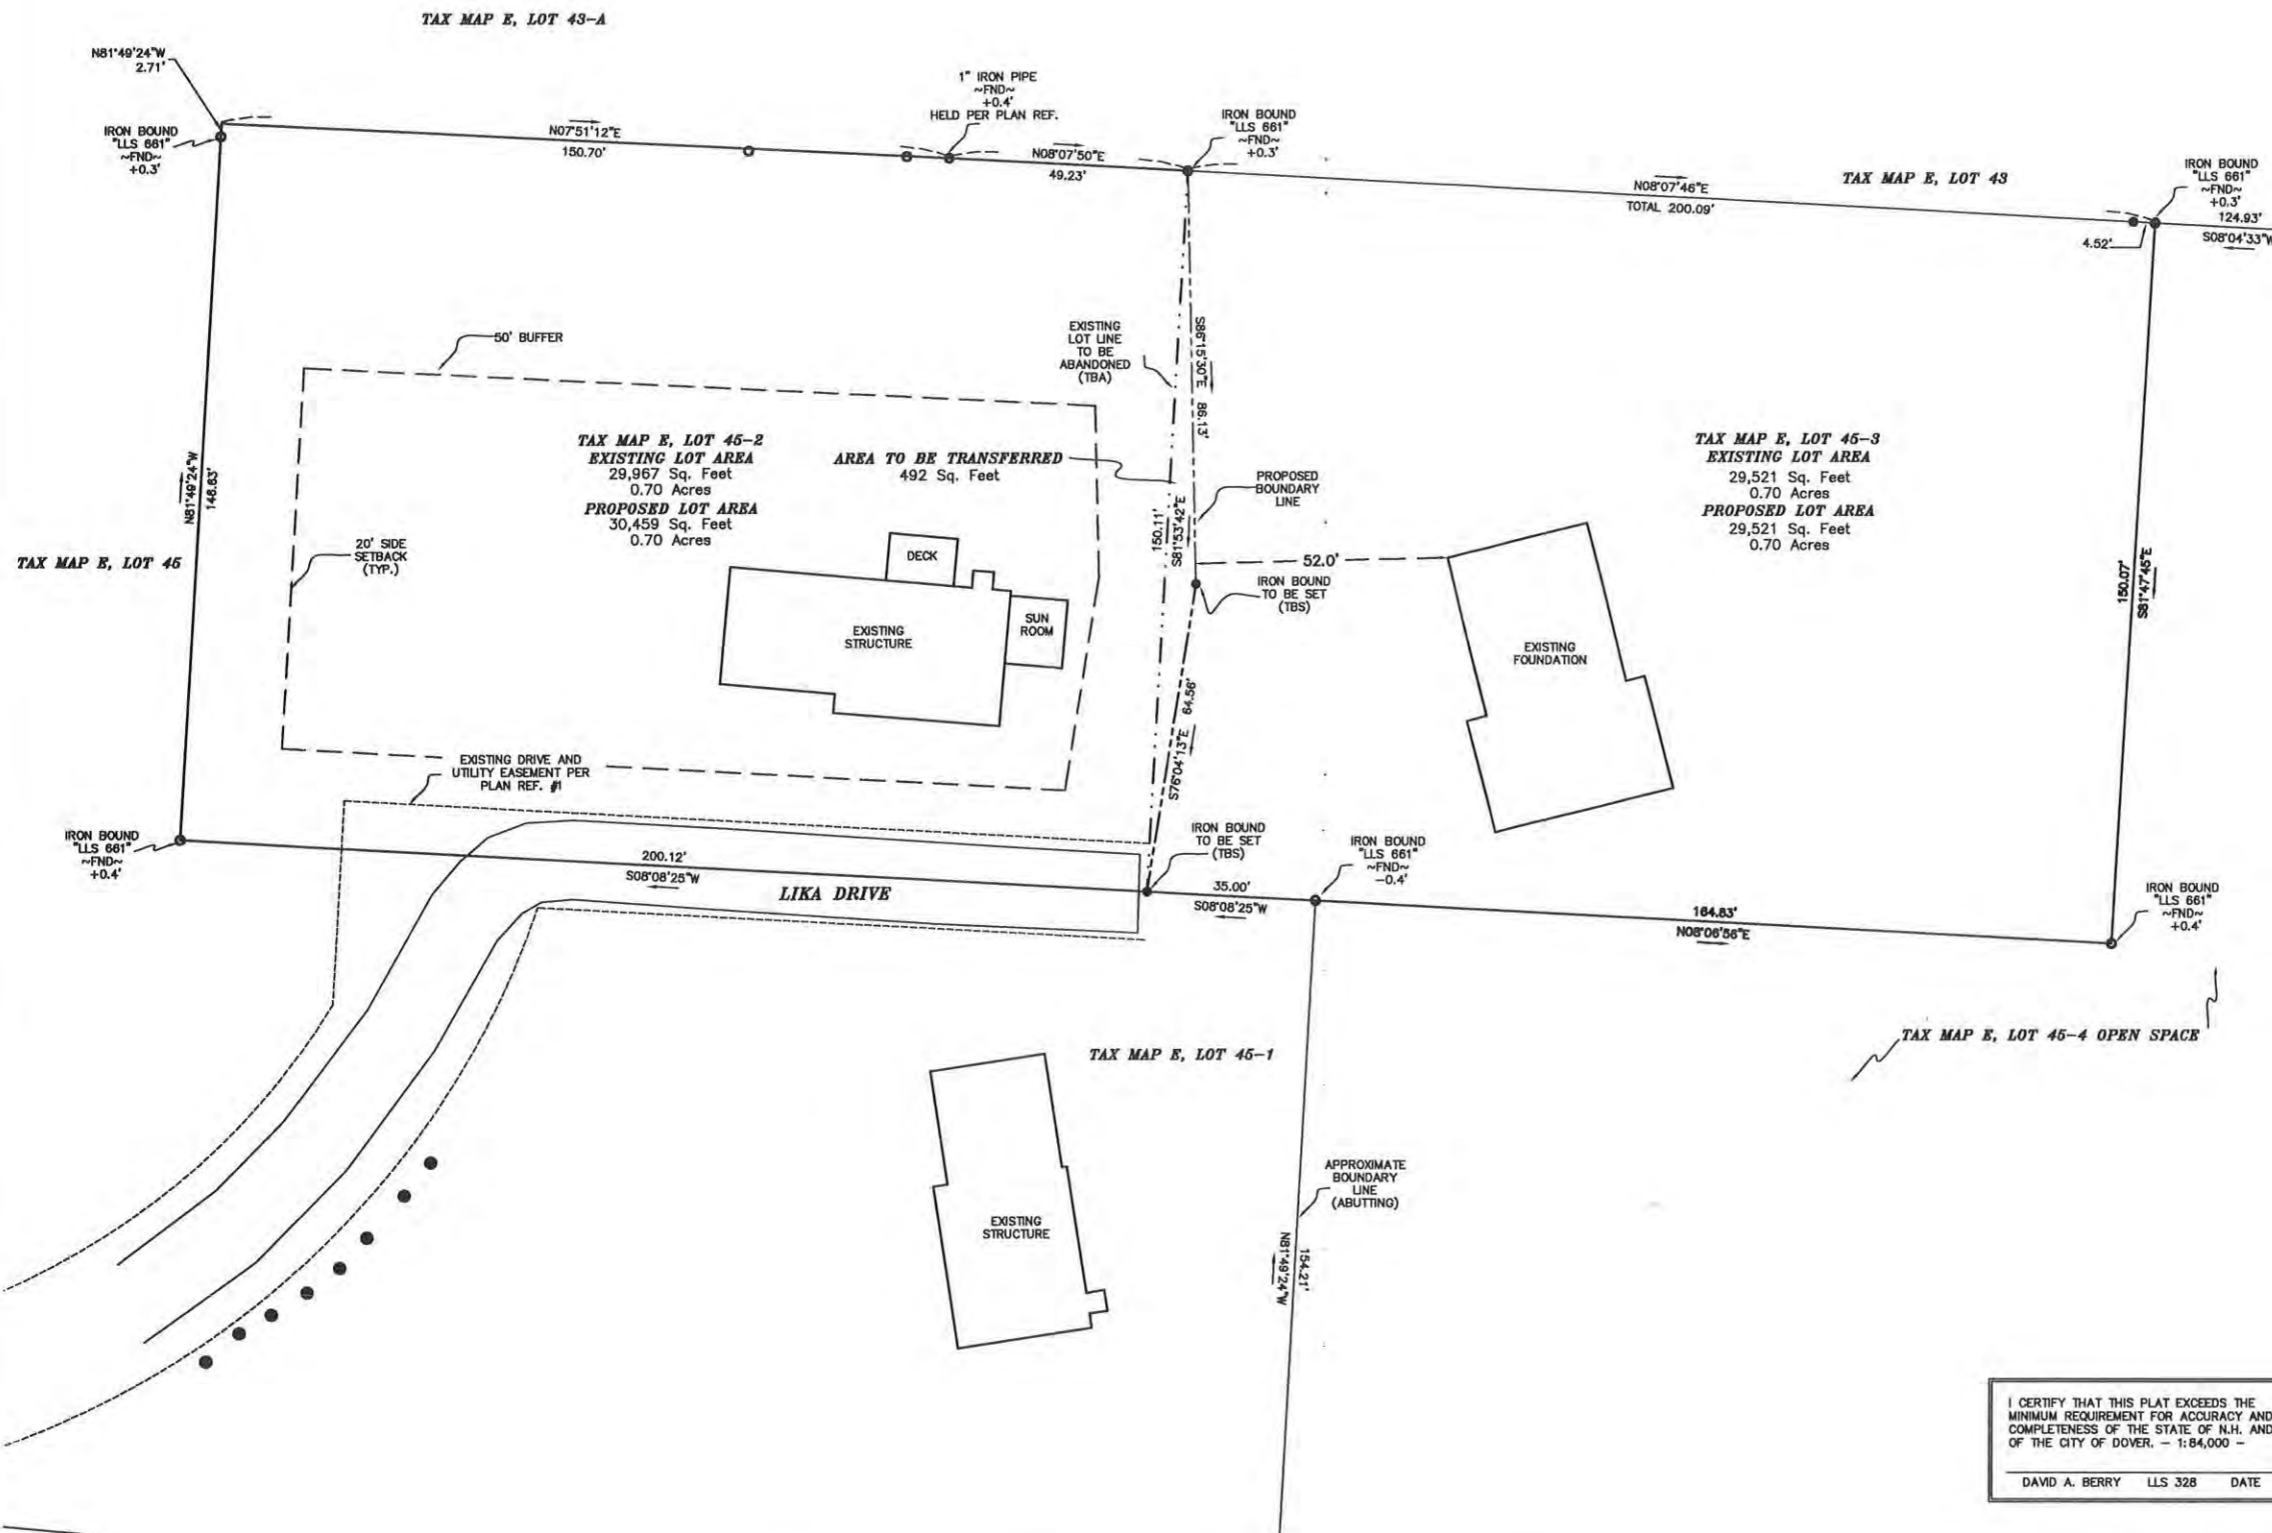 TAX MAP E, LOT 43-A
N81°49'24"W
2.71'
IRON BOUND
"LLS 661"
~FND~
+0.3'
N07°51'12"E
150.70'
1" IRON PIPE
~FND~
+0.4'
HELD PER PLAN REF.
N08°07'50"E
49.23'
IRON BOUND
"LLS 661"
~FND~
+0.3'
N08°07'46"E
TOTAL 200.09'
TAX MAP E, LOT 43
IRON BOUND
"LLS 661"
~FND~
+0.3'
124.93'
S08°04'33"W
4.52'
50' BUFFER
EXISTING
LOT LINE
TO BE
ABANDONED
(TBA)
S86°15'30"E 86.13'
TAX MAP E, LOT 45-2
EXISTING LOT AREA
29,967 Sq. Feet
0.70 Acres
PROPOSED LOT AREA
30,459 Sq. Feet
0.70 Acres
AREA TO BE TRANSFERRED
492 Sq. Feet
PROPOSED
BOUNDARY
LINE
TAX MAP E, LOT 45-3
EXISTING LOT AREA
29,521 Sq. Feet
0.70 Acres
PROPOSED LOT AREA
29,521 Sq. Feet
0.70 Acres
N81°49'24"W
148.63'
TAX MAP E, LOT 45
20' SIDE
SETBACK
(TYP.)
DECK
150.11'
S81°53'42"E
52.0'
IRON BOUND
TO BE SET
(TBS)
150.07'
S81°47'45"E
EXISTING
STRUCTURE
SUN
ROOM
EXISTING
FOUNDATION
S76°04'13"E 64.56'
EXISTING DRIVE AND
UTILITY EASEMENT PER
PLAN REF. #1
IRON BOUND
"LLS 661"
~FND~
+0.4'
200.12'
S08°08'25"W
LIKA DRIVE
IRON BOUND
TO BE SET
(TBS)
35.00'
S08°08'25"W
IRON BOUND
"LLS 661"
~FND~
-0.4'
164.83'
N08°06'56"E
IRON BOUND
"LLS 661"
~FND~
+0.4'
TAX MAP E, LOT 45-1
TAX MAP E, LOT 45-4 OPEN SPACE
EXISTING
STRUCTURE
APPROXIMATE
BOUNDARY
LINE
(ABUTTING)
154.21'
N81°49'24"W
I CERTIFY THAT THIS PLAT EXCEEDS THE
MINIMUM REQUIREMENT FOR ACCURACY AND
COMPLETENESS OF THE STATE OF N.H. AND
OF THE CITY OF DOVER. - 1:84,000 -
DAVID A. BERRY LLS 328 DATE